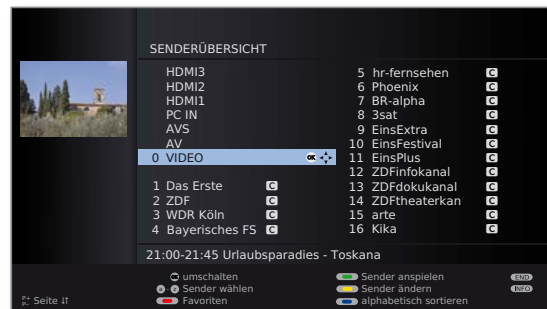 SENDERÜBERSICHT
HDMI3
HDMI2
HDMI1
PC IN
AVS
AV
0 VIDEO OK
1 Das Erste C
2 ZDF C
3 WDR Köln C
4 Bayerisches FS C
5 hr-fernsehen C
6 Phoenix C
7 BR-alpha C
8 3sat C
9 EinsExtra C
10 EinsFestival C
11 EinsPlus C
12 ZDFinfokanal C
13 ZDFdokukanal C
14 ZDFtheaterkan C
15 arte C
16 Kika C
21:00-21:45 Urlaubsparadies - Toskana
OK umschalten
Sender wählen
Favoriten
Sender anspielen
Sender ändern
alphabetisch sortieren
END
INFO
P+ P- Seite